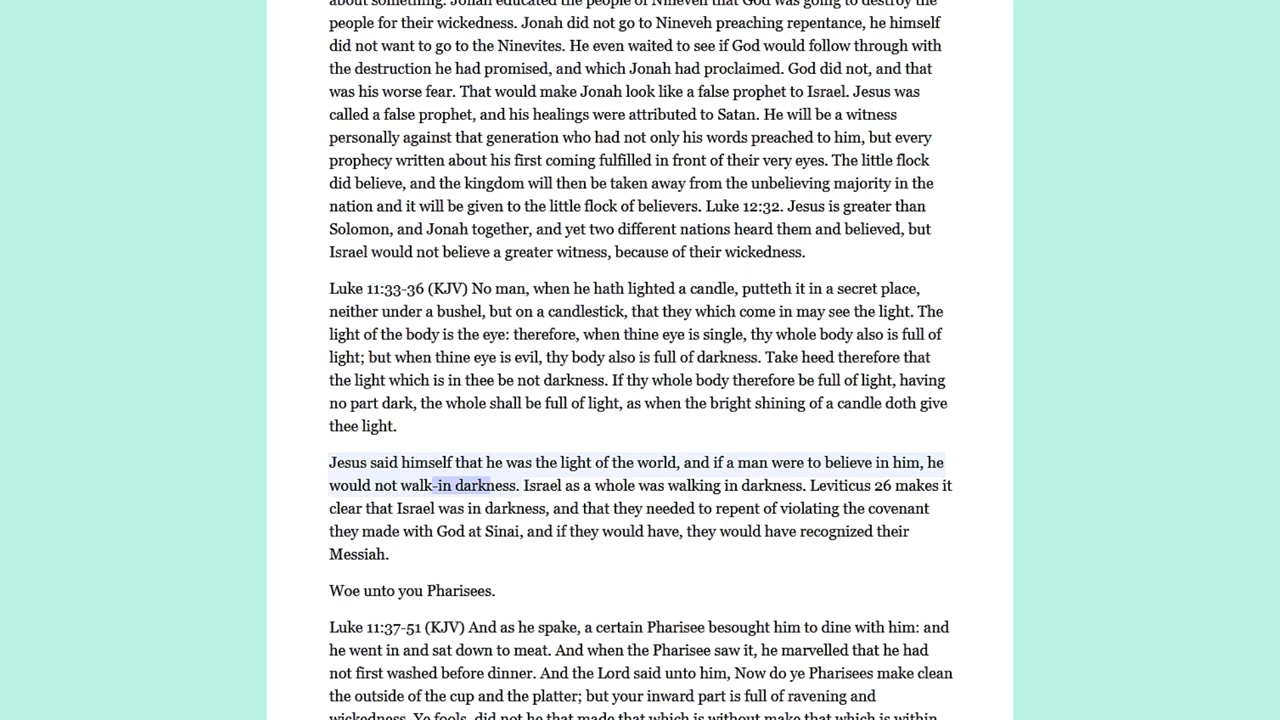 about something. Jonah educated the people of Nineveh that God was going to destroy the
people for their wickedness. Jonah did not go to Nineveh preaching repentance, he himself
did not want to go to the Ninevites. He even waited to see if God would follow through with
the destruction he had promised, and which Jonah had proclaimed. God did not, and that
was his worse fear. That would make Jonah look like a false prophet to Israel. Jesus was
called a false prophet, and his healings were attributed to Satan. He will be a witness
personally against that generation who had not only his words preached to him, but every
prophecy written about his first coming fulfilled in front of their very eyes. The little flock
did believe, and the kingdom will then be taken away from the unbelieving majority in the
nation and it will be given to the little flock of believers. Luke 12:32. Jesus is greater than
Solomon, and Jonah together, and yet two different nations heard them and believed, but
Israel would not believe a greater witness, because of their wickedness.
Luke 11:33-36 (KJV) No man, when he hath lighted a candle, putteth it in a secret place,
neither under a bushel, but on a candlestick, that they which come in may see the light. The
light of the body is the eye: therefore, when thine eye is single, thy whole body also is full of
light; but when thine eye is evil, thy body also is full of darkness. Take heed therefore that
the light which is in thee be not darkness. If thy whole body therefore be full of light, having
no part dark, the whole shall be full of light, as when the bright shining of a candle doth give
thee light.
Jesus said himself that he was the light of the world, and if a man were to believe in him, he
would not walk-in darkness. Israel as a whole was walking in darkness. Leviticus 26 makes it
clear that Israel was in darkness, and that they needed to repent of violating the covenant
they made with God at Sinai, and if they would have, they would have recognized their
Messiah.
Woe unto you Pharisees.
Luke 11:37-51 (KJV) And as he spake, a certain Pharisee besought him to dine with him: and
he went in and sat down to meat. And when the Pharisee saw it, he marvelled that he had
not first washed before dinner. And the Lord said unto him, Now do ye Pharisees make clean
the outside of the cup and the platter; but your inward part is full of ravening and
wickedness. Ye fools, did not he that made that which is without make that which is within